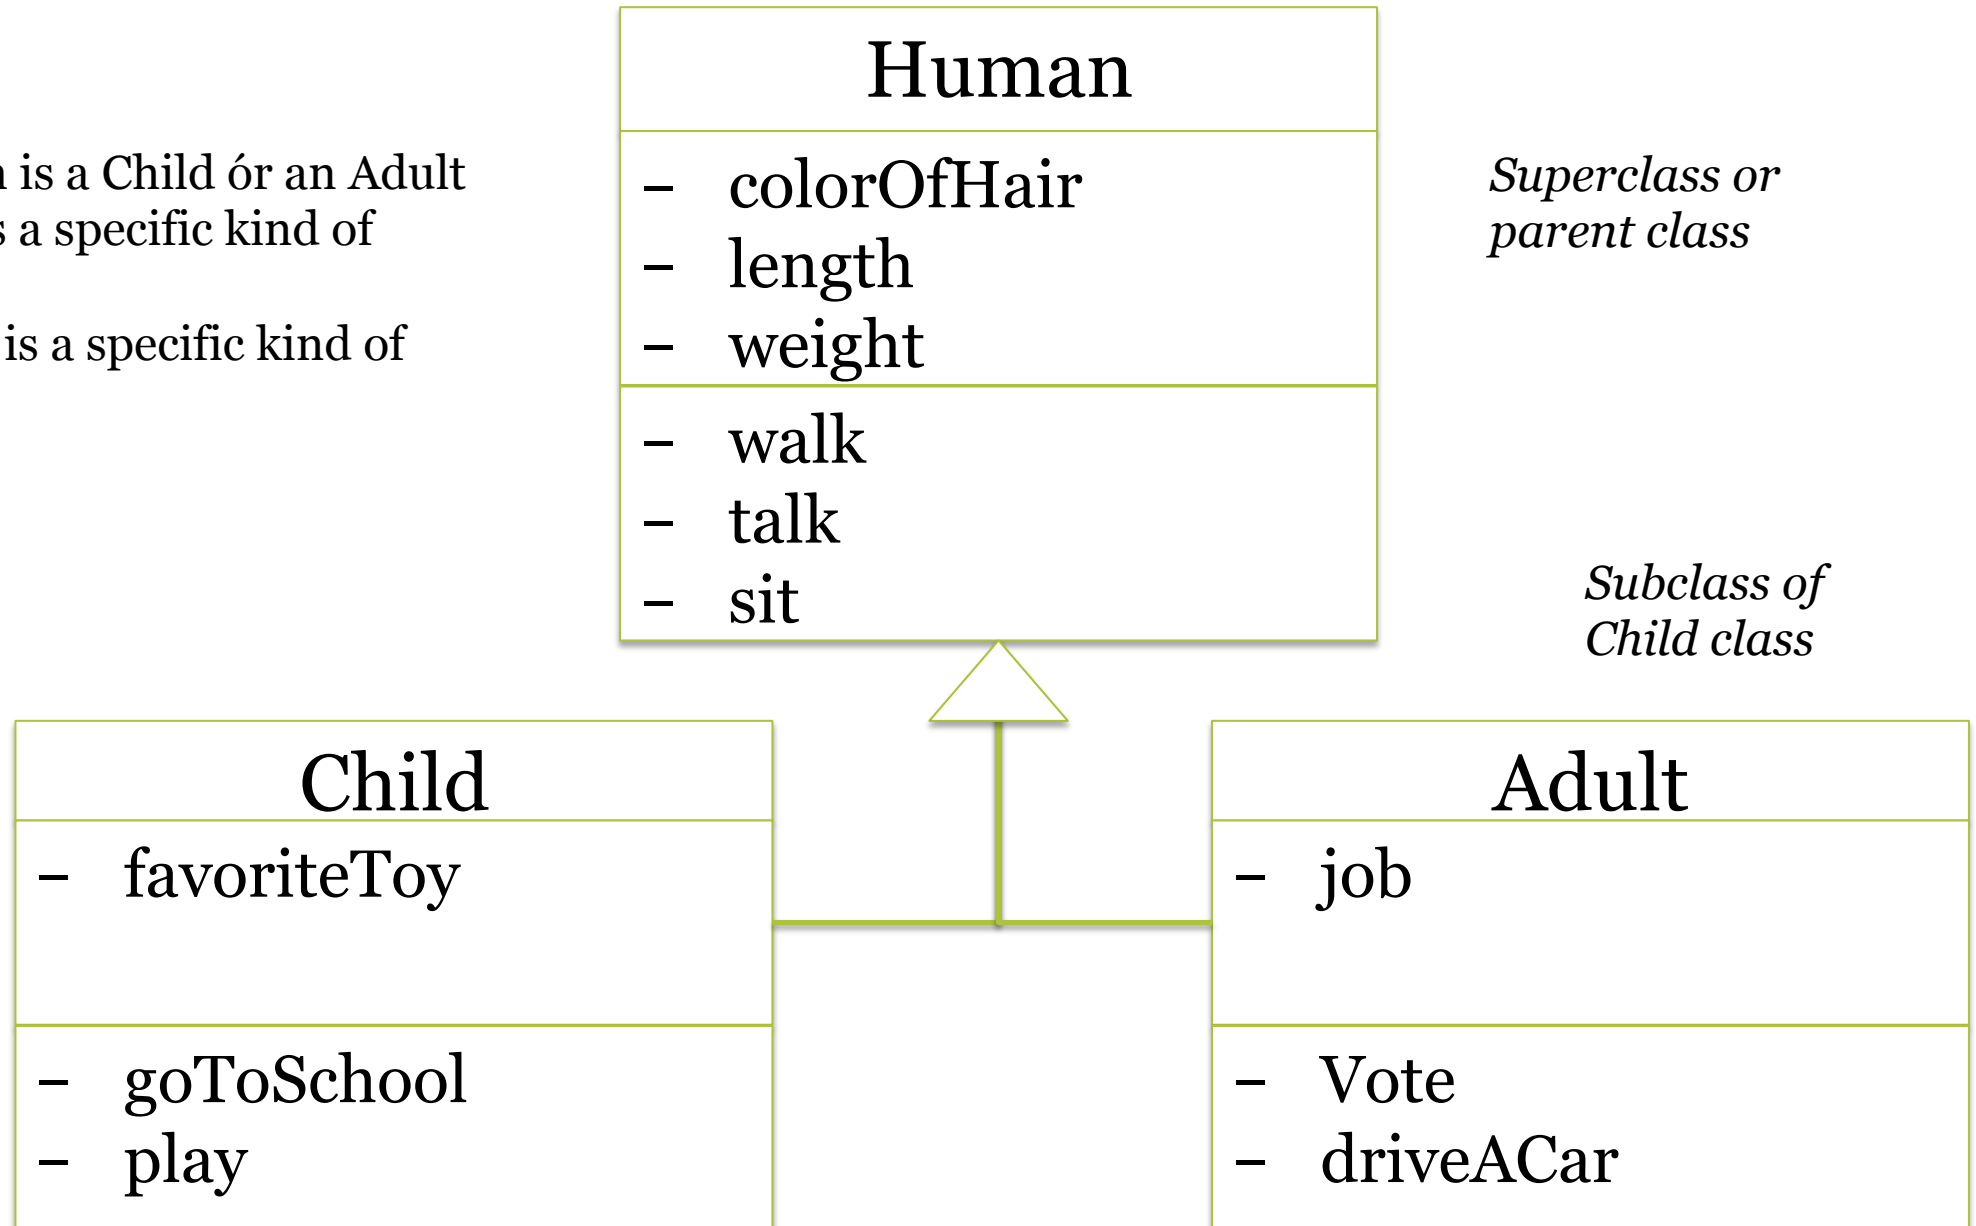 Human
is a Child ór an Adult
a specific kind of
is a specific kind of
– colorOfHair
– length
– weight
– walk
– talk
– sit
Superclass or
parent class
Subclass of
Child class
Child
– favoriteToy
– goToSchool
– play
Adult
– job
– Vote
– driveACar